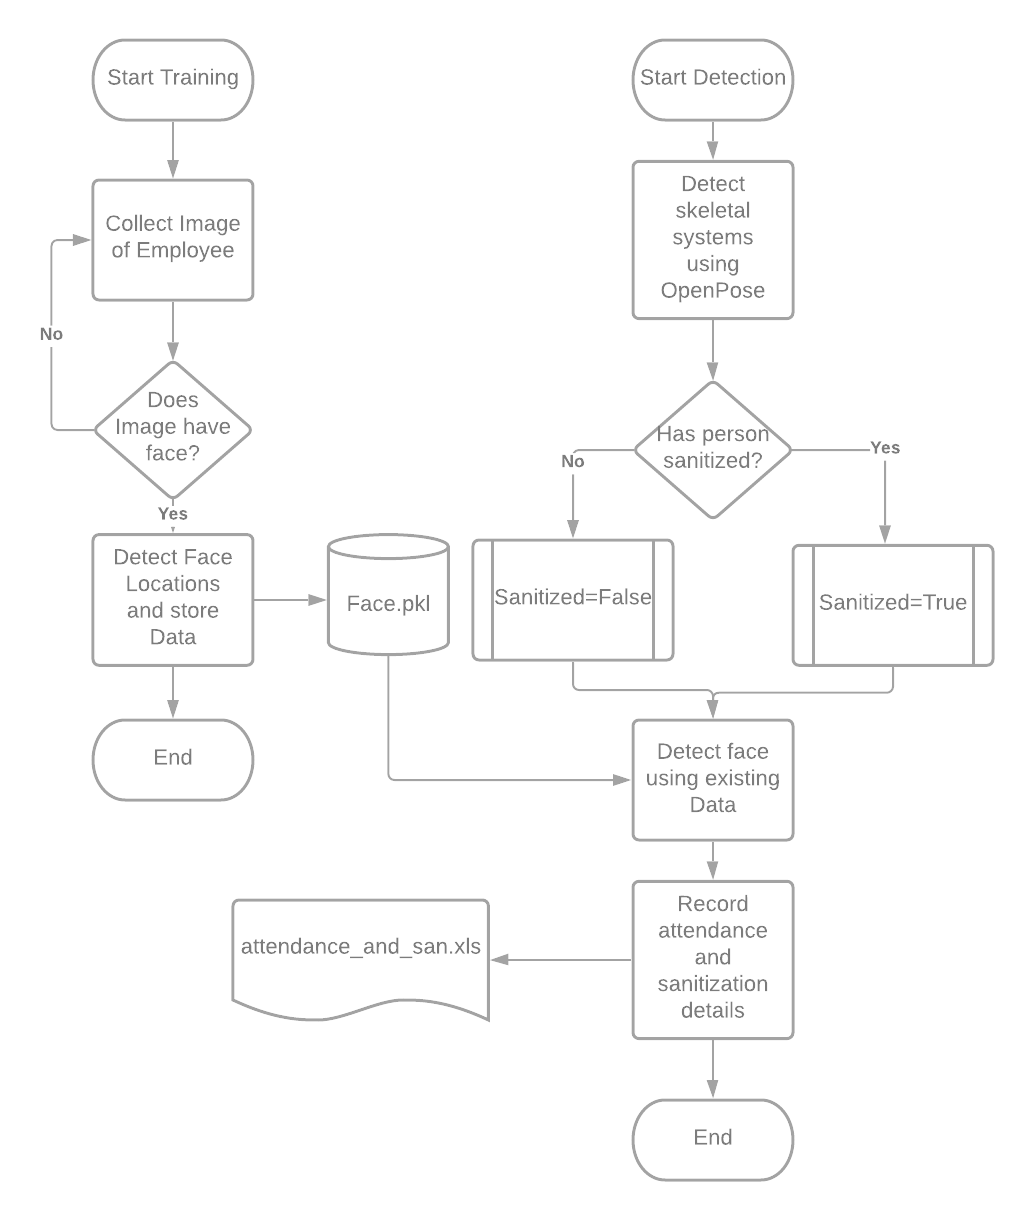 Start Training
Collect Image
of Employee
No
Does
Image have
face?
Yes
Detect Face
Locations
and store
Data
Face.pkl
End
Start Detection
Detect
skeletal
systems
using
OpenPose
Has person
sanitized?
No
Yes
Sanitized=False
Sanitized=True
Detect face
using existing
Data
Record
attendance
and
sanitization
details
attendance_and_san.xls
End